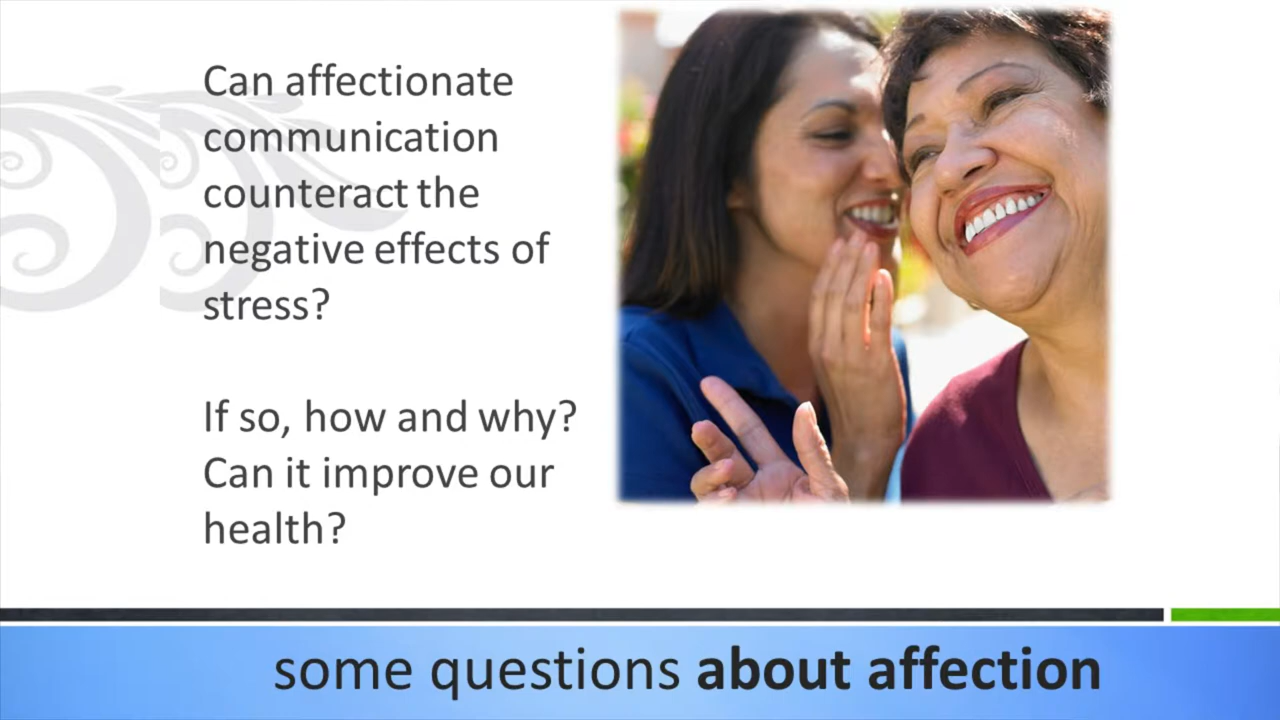 Can affectionate
communication
counteract the
negative effects of
stress?
If so, how and why?
Can it improve our
health?
some questions about affection